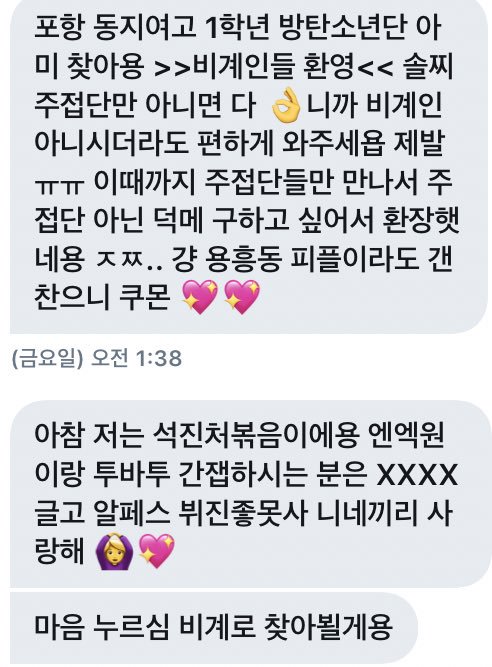 포항 동지여고 1학년 방탄소년단 아
미 찾아용 >>비계인들 환영<< 솔찌
주접단만 아니면 다 👌니까 비계인
아니시더라도 편하게 와주세욥 제발
ㅠㅠ 이때까지 주접단들만 만나서 주
접단 아닌 덕메 구하고 싶어서 환장햇
네용 ㅈㅉ.. 걍 용흥동 피플이라도 갠
찬으니 쿠몬 💖💖
(금요일) 오전 1:38
아참 저는 석진처볶음이에용 엔엑원
이랑 투바투 간잽하시는 분은 XXXX
글고 알페스 뷔진좋못사 니네끼리 사
랑해 🙆‍♀️💖
마음 누르심 비계로 찾아뵐게용